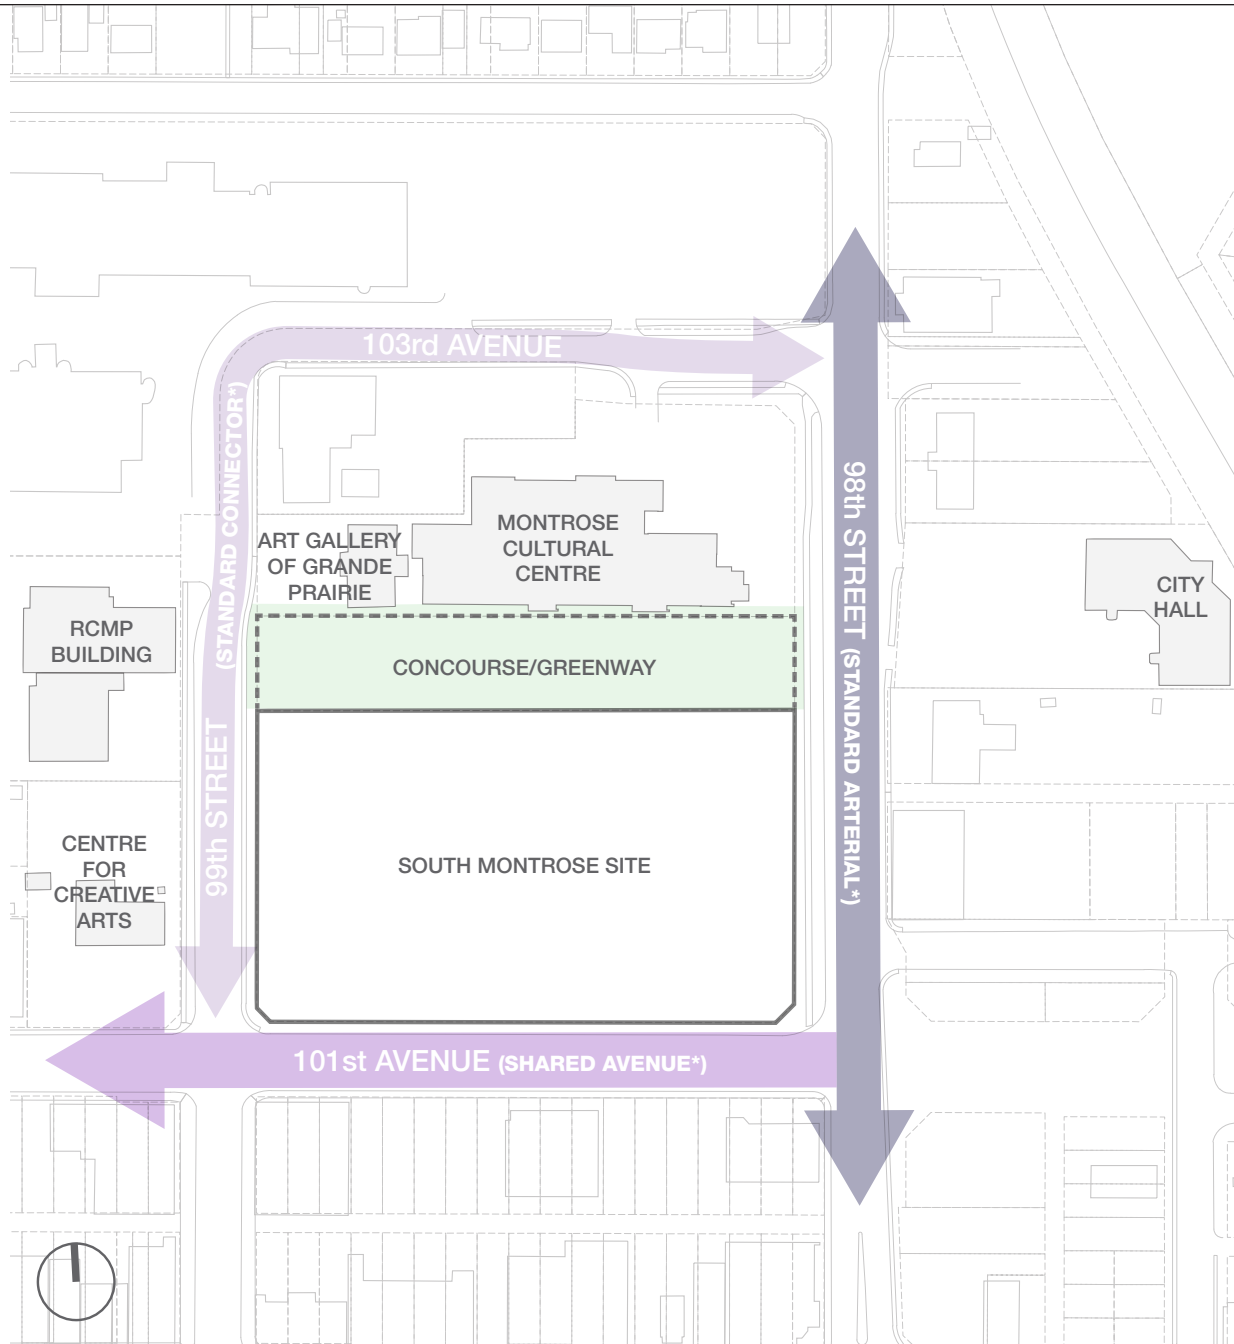 103rd AVENUE
(STANDARD CONNECTOR*)
99th STREET
98th STREET (STANDARD ARTERIAL*)
ART GALLERY
OF GRANDE
PRAIRIE
MONTROSE
CULTURAL
CENTRE
CITY
HALL
RCMP
BUILDING
CONCOURSE/GREENWAY
CENTRE
FOR
CREATIVE
ARTS
SOUTH MONTROSE SITE
101st AVENUE (SHARED AVENUE*)